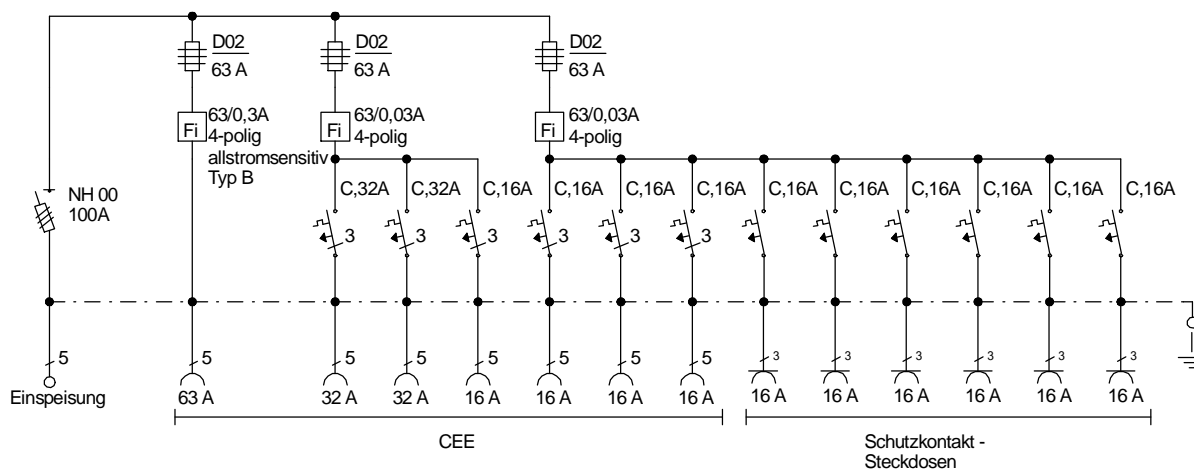 D02
63 A
D02
63 A
D02
63 A
Fi
63/0,3A
4-polig
allstromsensitiv
Typ B
Fi
63/0,03A
4-polig
Fi
63/0,03A
4-polig
NH 00
100A
C,32A
C,32A
C,16A
C,16A
C,16A
C,16A
C,16A
C,16A
C,16A
C,16A
C,16A
C,16A
3
3
3
3
3
3
5
5
5
5
5
5
5
5
3
3
3
3
3
3
Einspeisung
63 A
32 A
32 A
16 A
16 A
16 A
16 A
16 A
16 A
16 A
16 A
16 A
16 A
CEE
Schutzkontakt -
Steckdosen